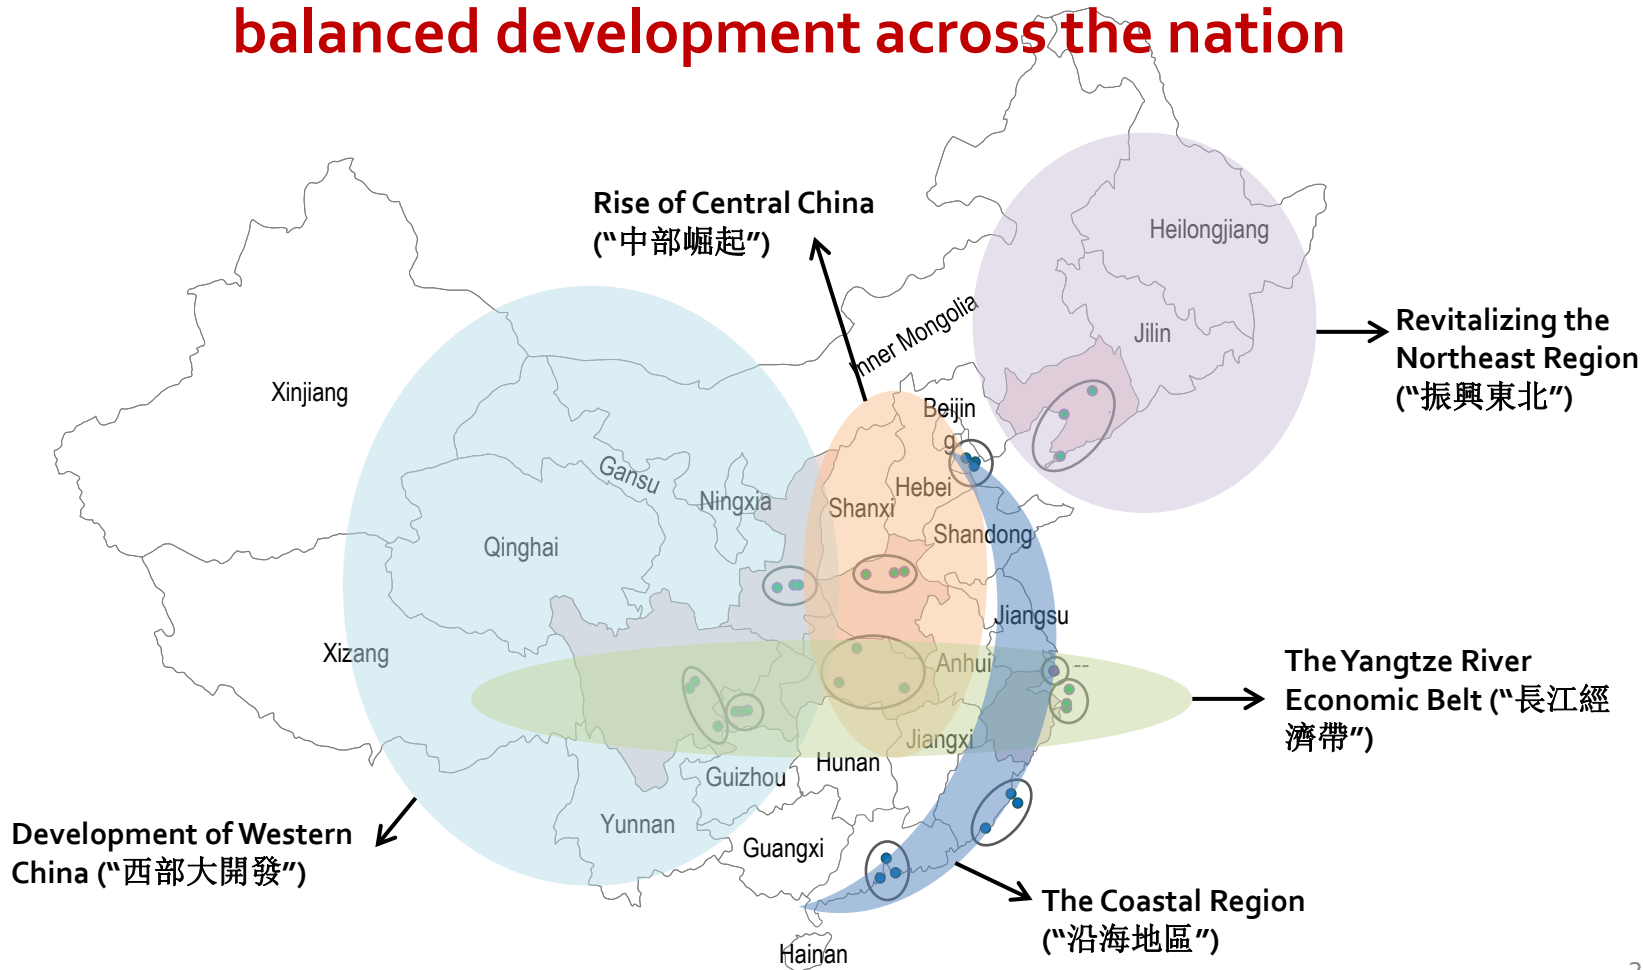 balanced development across the nation
Rise of Central China
(“中部崛起”)
Heilongjiang
Inner Mongolia
Jilin
Revitalizing the
Northeast Region
(“振興東北”)
Xinjiang
Beijin
g
Gansu
Ningxia
Hebei
Shanxi
Shandong
Qinghai
Jiangsu
Xizang
Anhui
--
The Yangtze River
Economic Belt (“長江經
濟帶”)
Jiangxi
Hunan
Guizhou
Yunnan
Guangxi
Development of Western
China (“西部大開發”)
The Coastal Region
(“沿海地區”)
Hainan